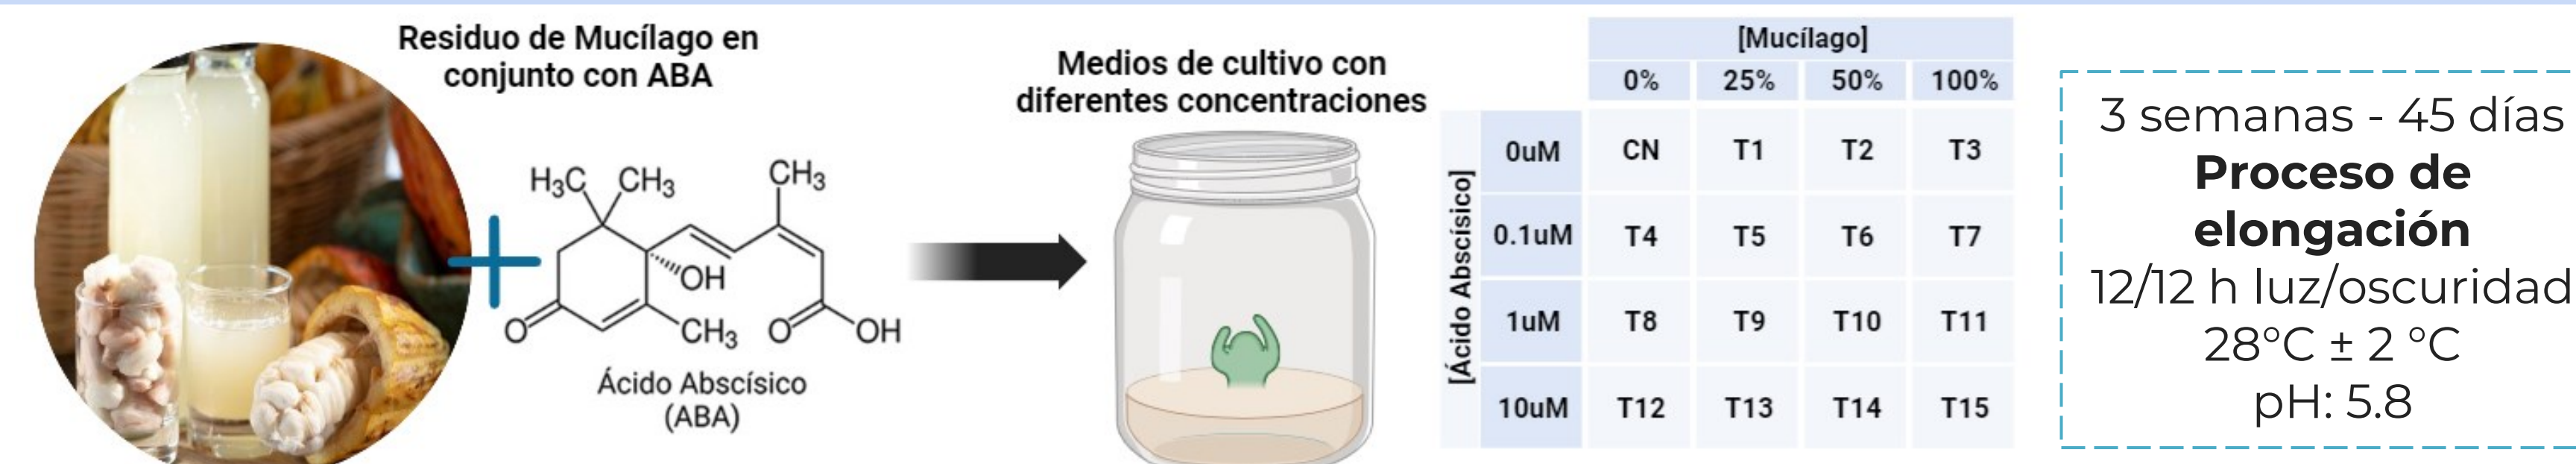 Residuo de Mucílago en
conjunto con ABA
H₃C CH₃ CH₃
OH
O CH₃ O OH
Ácido Abscísico
(ABA)
Medios de cultivo con
diferentes concentraciones
[Mucílago]
0% 25% 50% 100%
[Ácido Abscísico]
0uM CN T1 T2 T3
0.1uM T4 T5 T6 T7
1uM T8 T9 T10 T11
10uM T12 T13 T14 T15
3 semanas - 45 días
Proceso de
elongación
12/12 h luz/oscuridad
28°C ± 2 °C
pH: 5.8